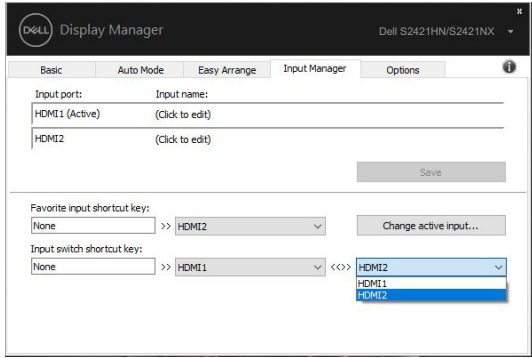 DELL Display Manager Dell S2421HN/S2421NX
Basic Auto Mode Easy Arrange Input Manager Options
Input port: Input name:
HDMI1 (Active) (Click to edit)
HDMI2 (Click to edit)
Save
Favorite input shortcut key:
None >> HDMI2 Change active input...
Input switch shortcut key:
None >> HDMI1 <<>> HDMI2
HDMI1
HDMI2